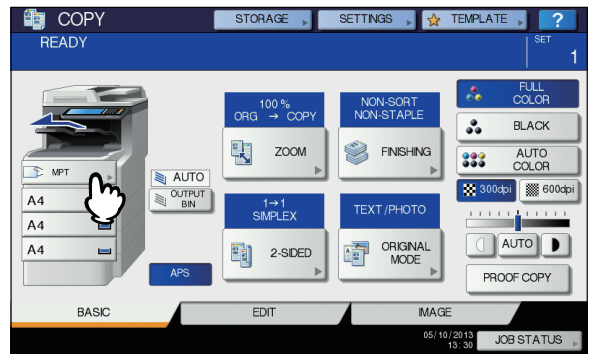 COPY
STORAGE
SETTINGS
TEMPLATE
?
READY
SET
1
100 %
ORG → COPY
ZOOM
NON-SORT
NON-STAPLE
FINISHING
FULL
COLOR
BLACK
AUTO
COLOR
300dpi
600dpi
MPT
A4
A4
A4
AUTO
OUTPUT
BIN
1→1
SIMPLEX
2-SIDED
TEXT/PHOTO
ORIGINAL
MODE
AUTO
APS
PROOF COPY
BASIC
EDIT
IMAGE
05/10/2013
13:30
JOB STATUS